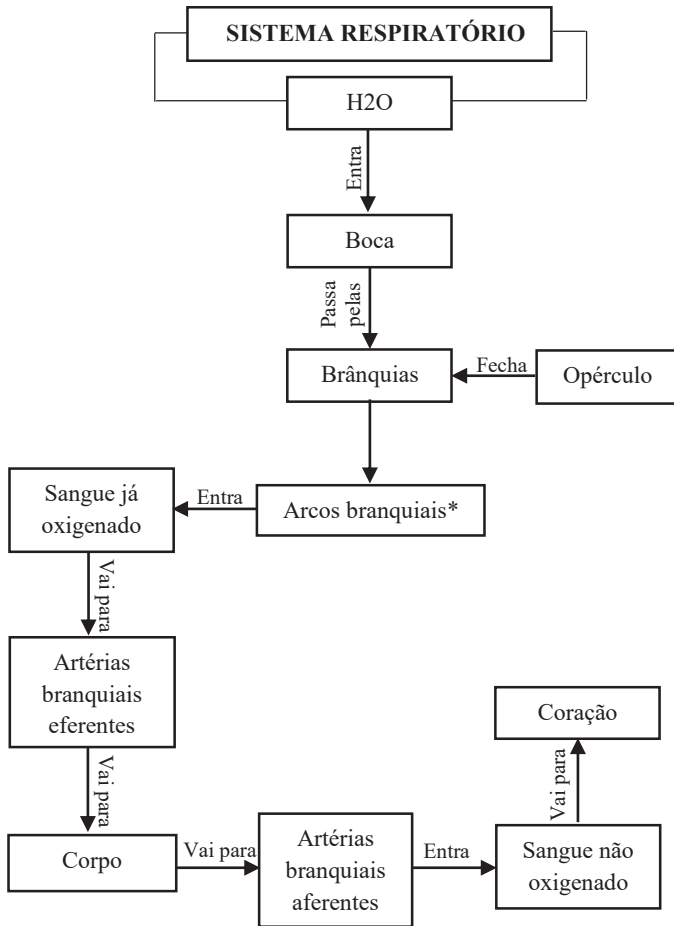 SISTEMA RESPIRATÓRIO
H2O
Entra
Boca
Passa
pelas
Brânquias
Fecha
Opérculo
Arcos branquiais*
Entra
Sangue já
oxigenado
Vai para
Artérias
branquiais
eferentes
Vai para
Corpo
Vai para
Artérias
branquiais
aferentes
Entra
Sangue não
oxigenado
Vai para
Coração